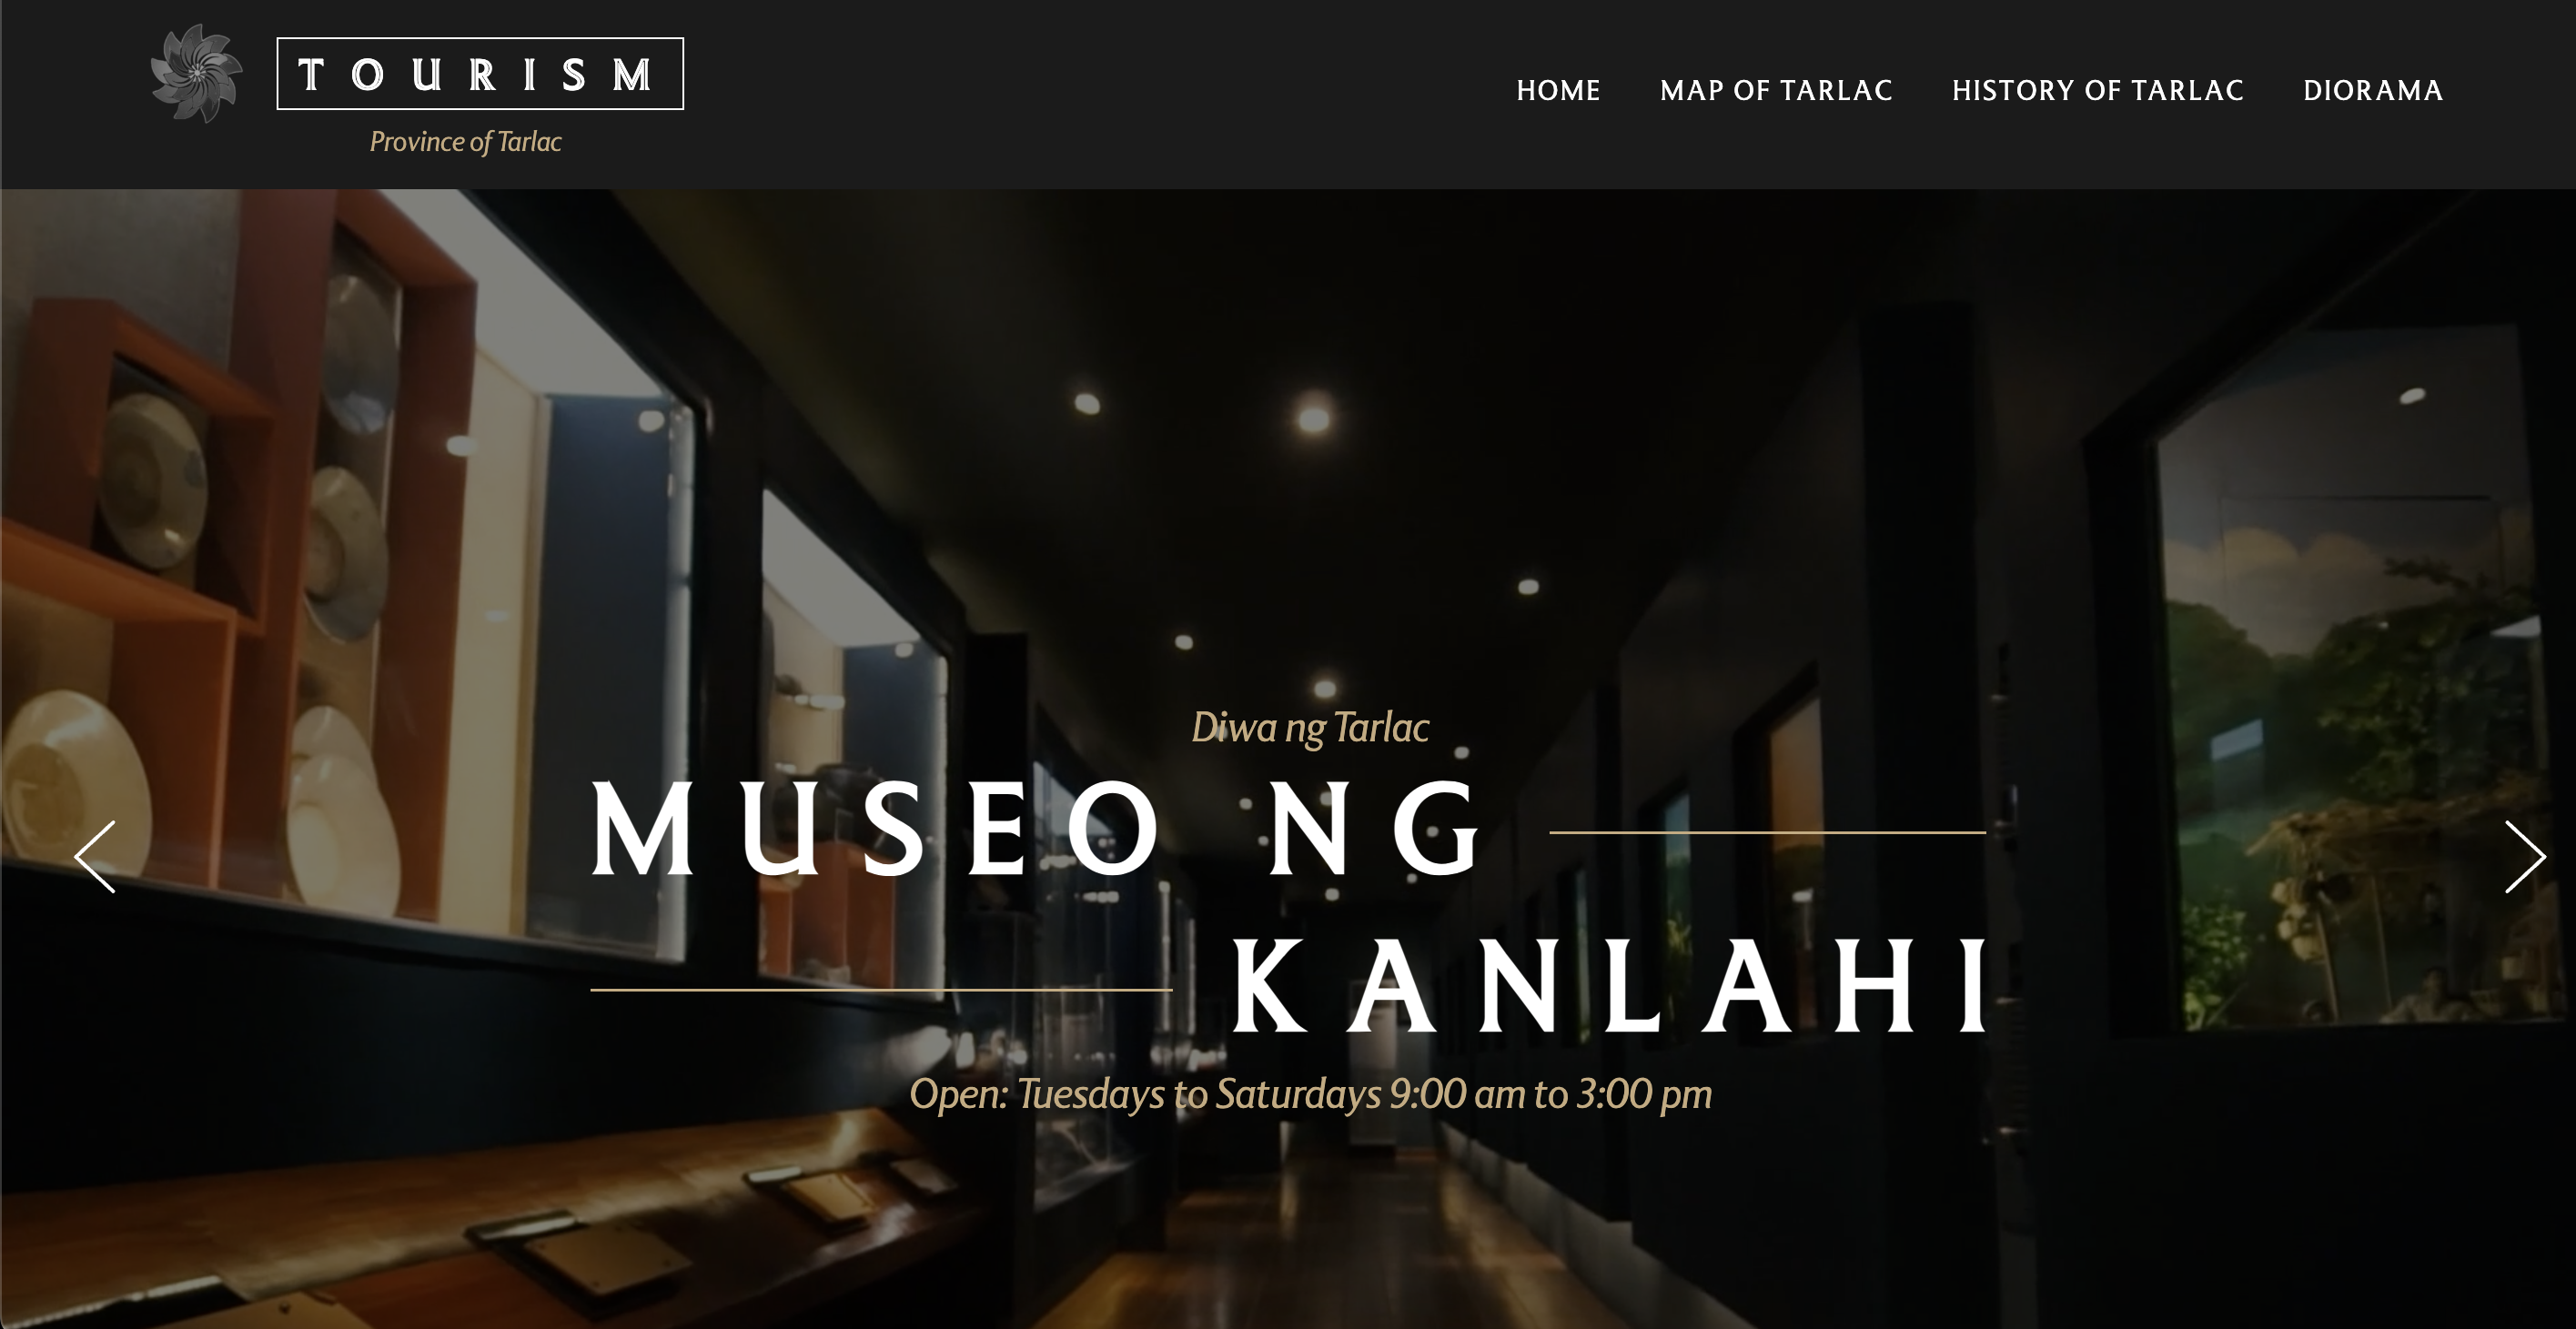 TOURISM
Province of Tarlac
HOME MAP OF TARLAC HISTORY OF TARLAC DIORAMA
Diwa ng Tarlac
MUSEO NG
KANLAHI
Open: Tuesdays to Saturdays 9:00 am to 3:00 pm